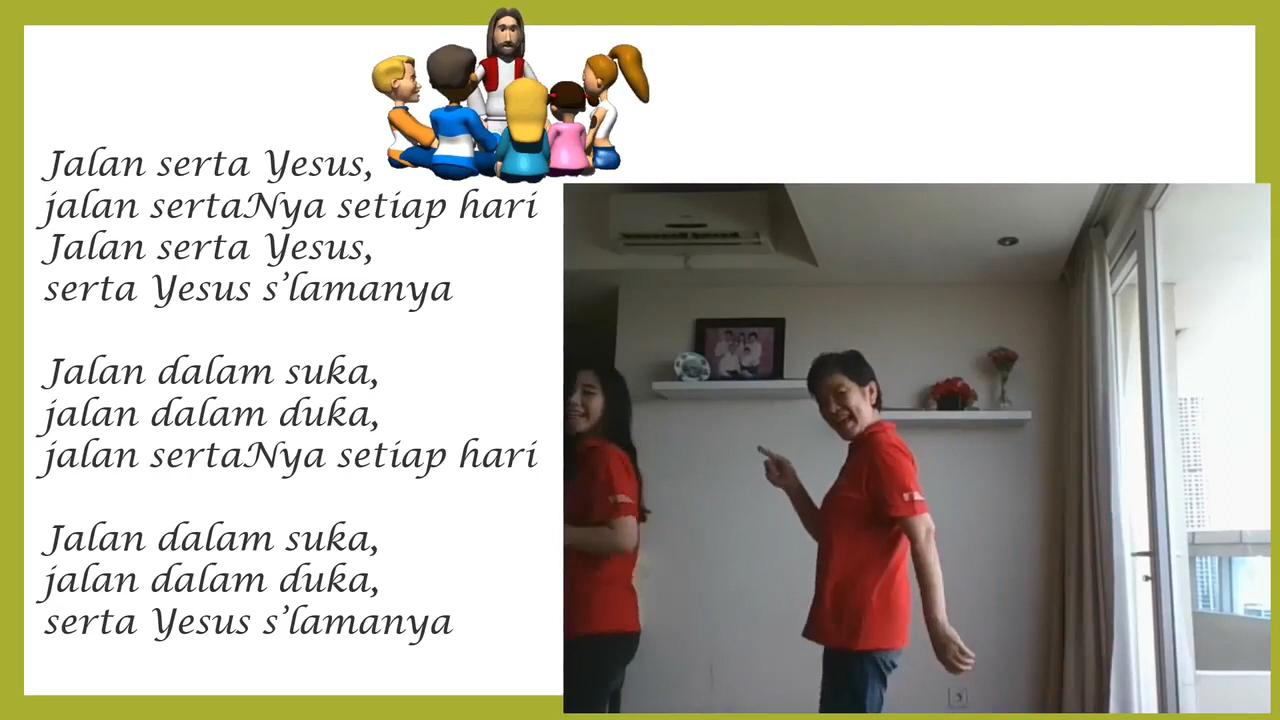 Jalan serta Yesus,
jalan sertaNya setiap hari
Jalan serta Yesus,
serta Yesus s’lamanya
Jalan dalam suka,
jalan dalam duka,
jalan sertaNya setiap hari
Jalan dalam suka,
jalan dalam duka,
serta Yesus s’lamanya